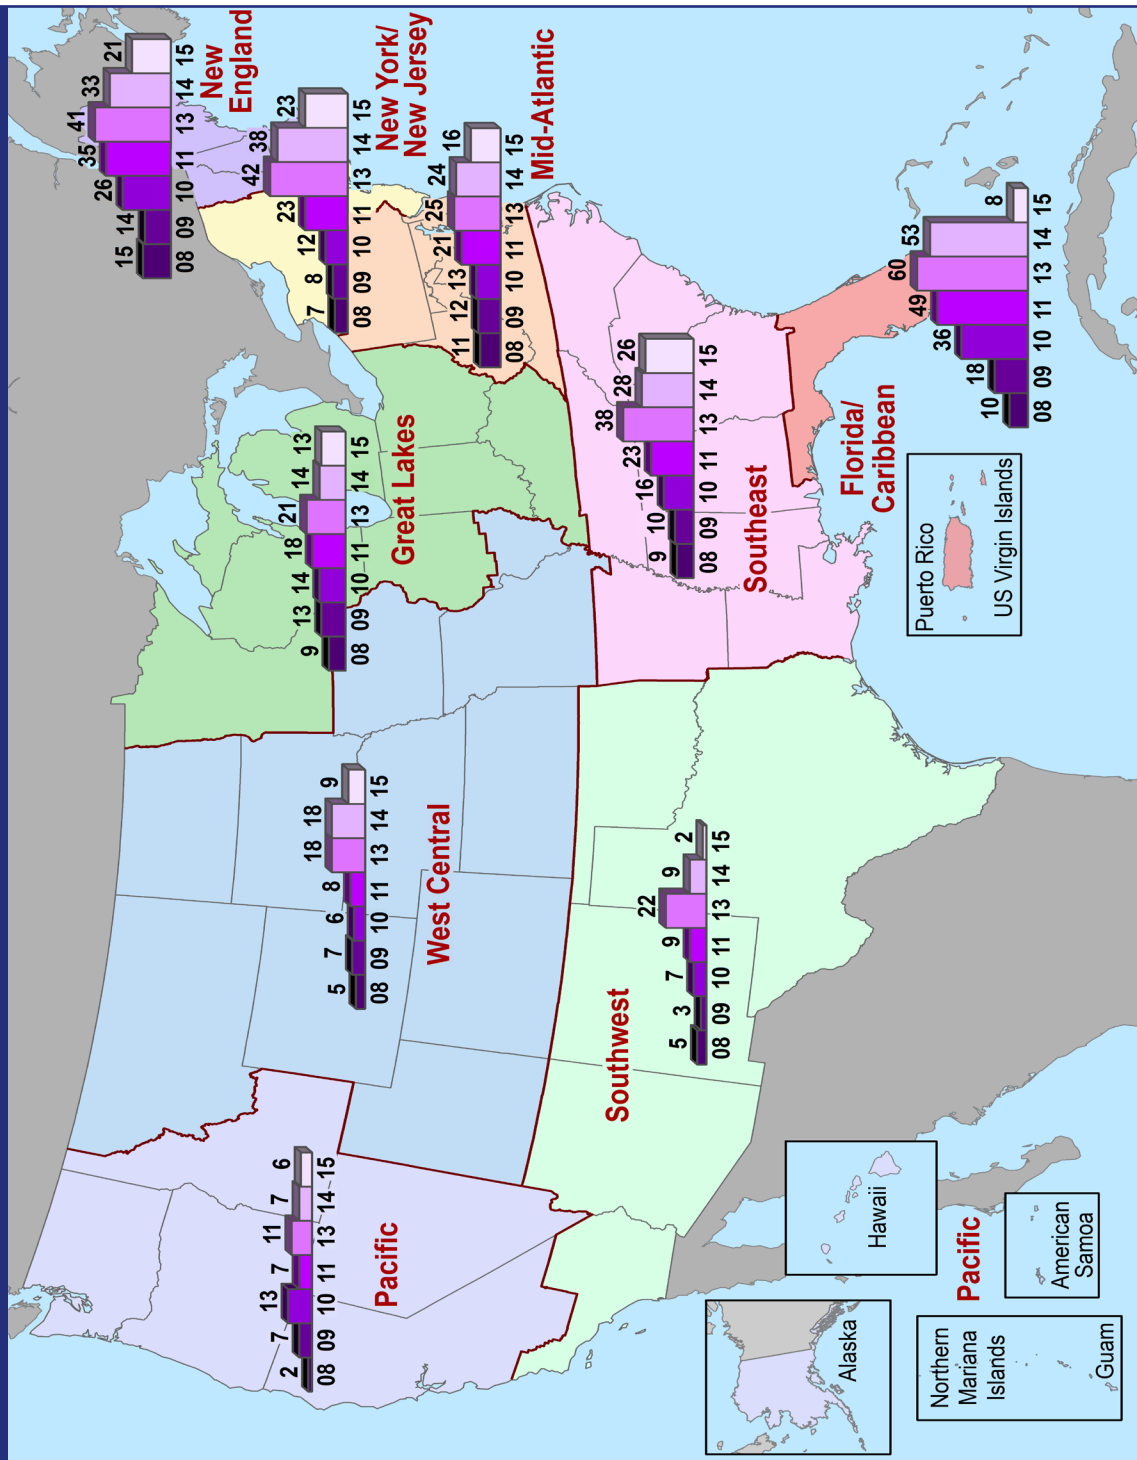 15 14 26 35 41 33 21
08 09 10 11 13 14 15
New
England
7 8 12 23 42 38 23
08 09 10 11 13 14 15
New York/
New Jersey
11 12 13 21 25 24 16
08 09 10 11 13 14 15
Mid-Atlantic
9 13 14 18 21 14 13
08 09 10 11 13 14 15
Great Lakes
5 7 6 8 18 18 9
08 09 10 11 13 14 15
West Central
2 7 13 7 11 7 6
08 09 10 11 13 14 15
Pacific
9 10 16 23 38 28 26
08 09 10 11 13 14 15
Southeast
5 3 7 9 22 9 2
08 09 10 11 13 14 15
Southwest
10 18 36 49 60 53 8
08 09 10 11 13 14 15
Florida/
Caribbean
Puerto Rico
US Virgin Islands
Alaska
Hawaii
Pacific
Northern
Mariana
Islands
Guam
American
Samoa